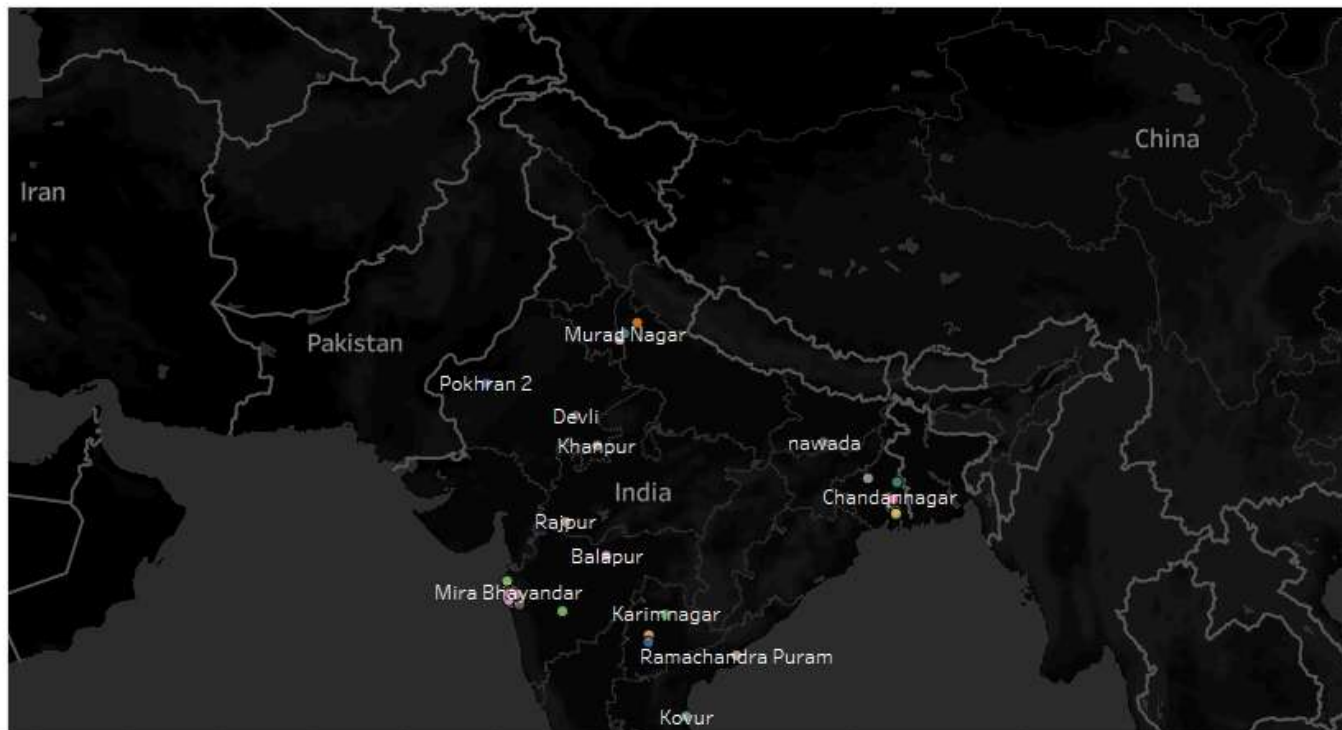 China
Iran
Murad Nagar
Pakistan
Pokhran 2
Devli
Khanpur
nawada
India
Chandannagar
Rajpur
Balapur
Mira Bhayandar
Karimnagar
Ramachandra Puram
Kovur